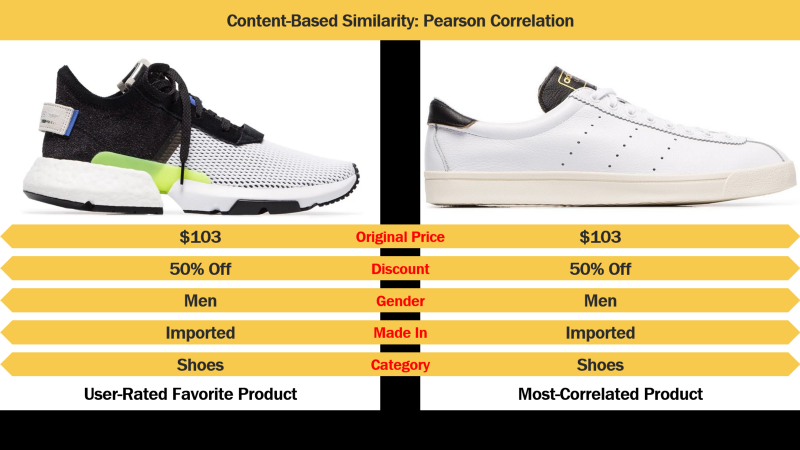 Content-Based Similarity: Pearson Correlation
$103 Original Price $103
50% Off Discount 50% Off
Men Gender Men
Imported Made In Imported
Shoes Category Shoes
User-Rated Favorite Product Most-Correlated Product